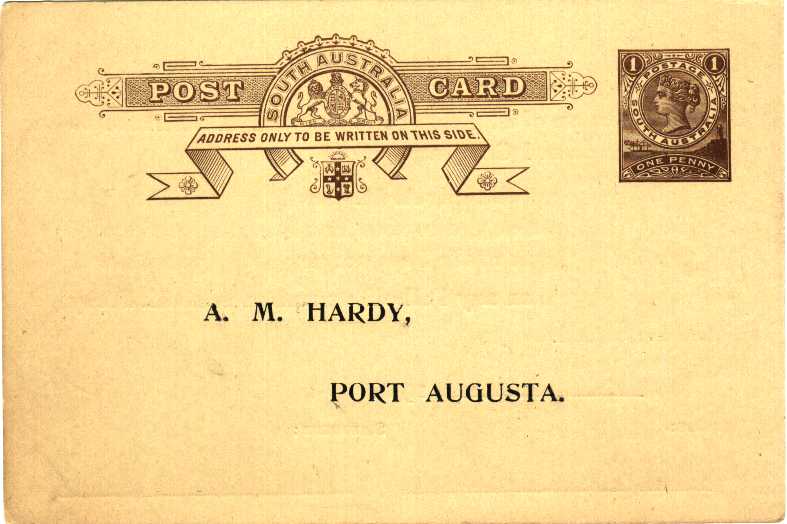 SOUTH AUSTRALIA
POST CARD
ADDRESS ONLY TO BE WRITTEN ON THIS SIDE.
1 1
POSTAGE
SOUTH AUSTRALIA
ONE PENNY
A. M. HARDY,
PORT AUGUSTA.